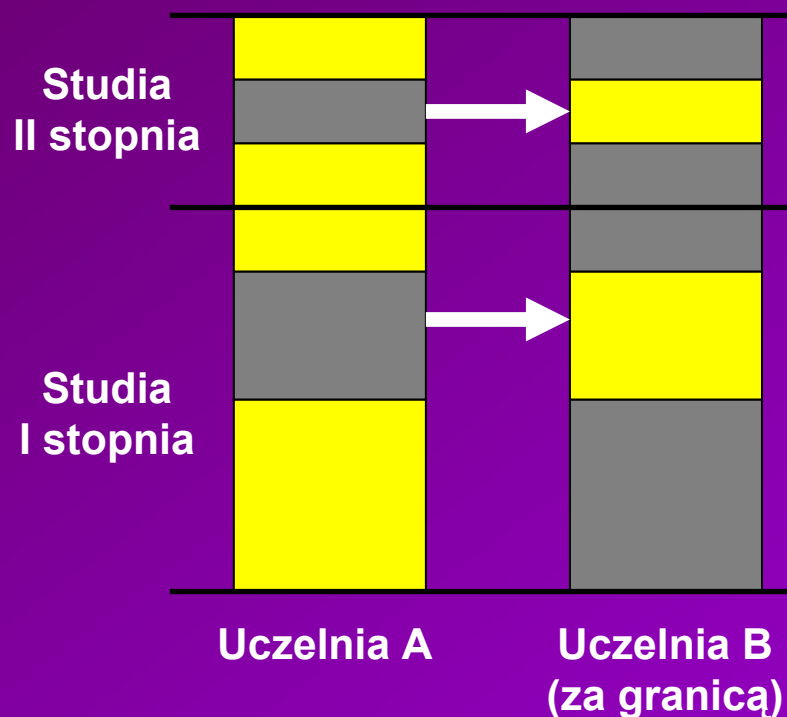 Studia
II stopnia
Studia
I stopnia
Uczelnia A
Uczelnia B
(za granicą)